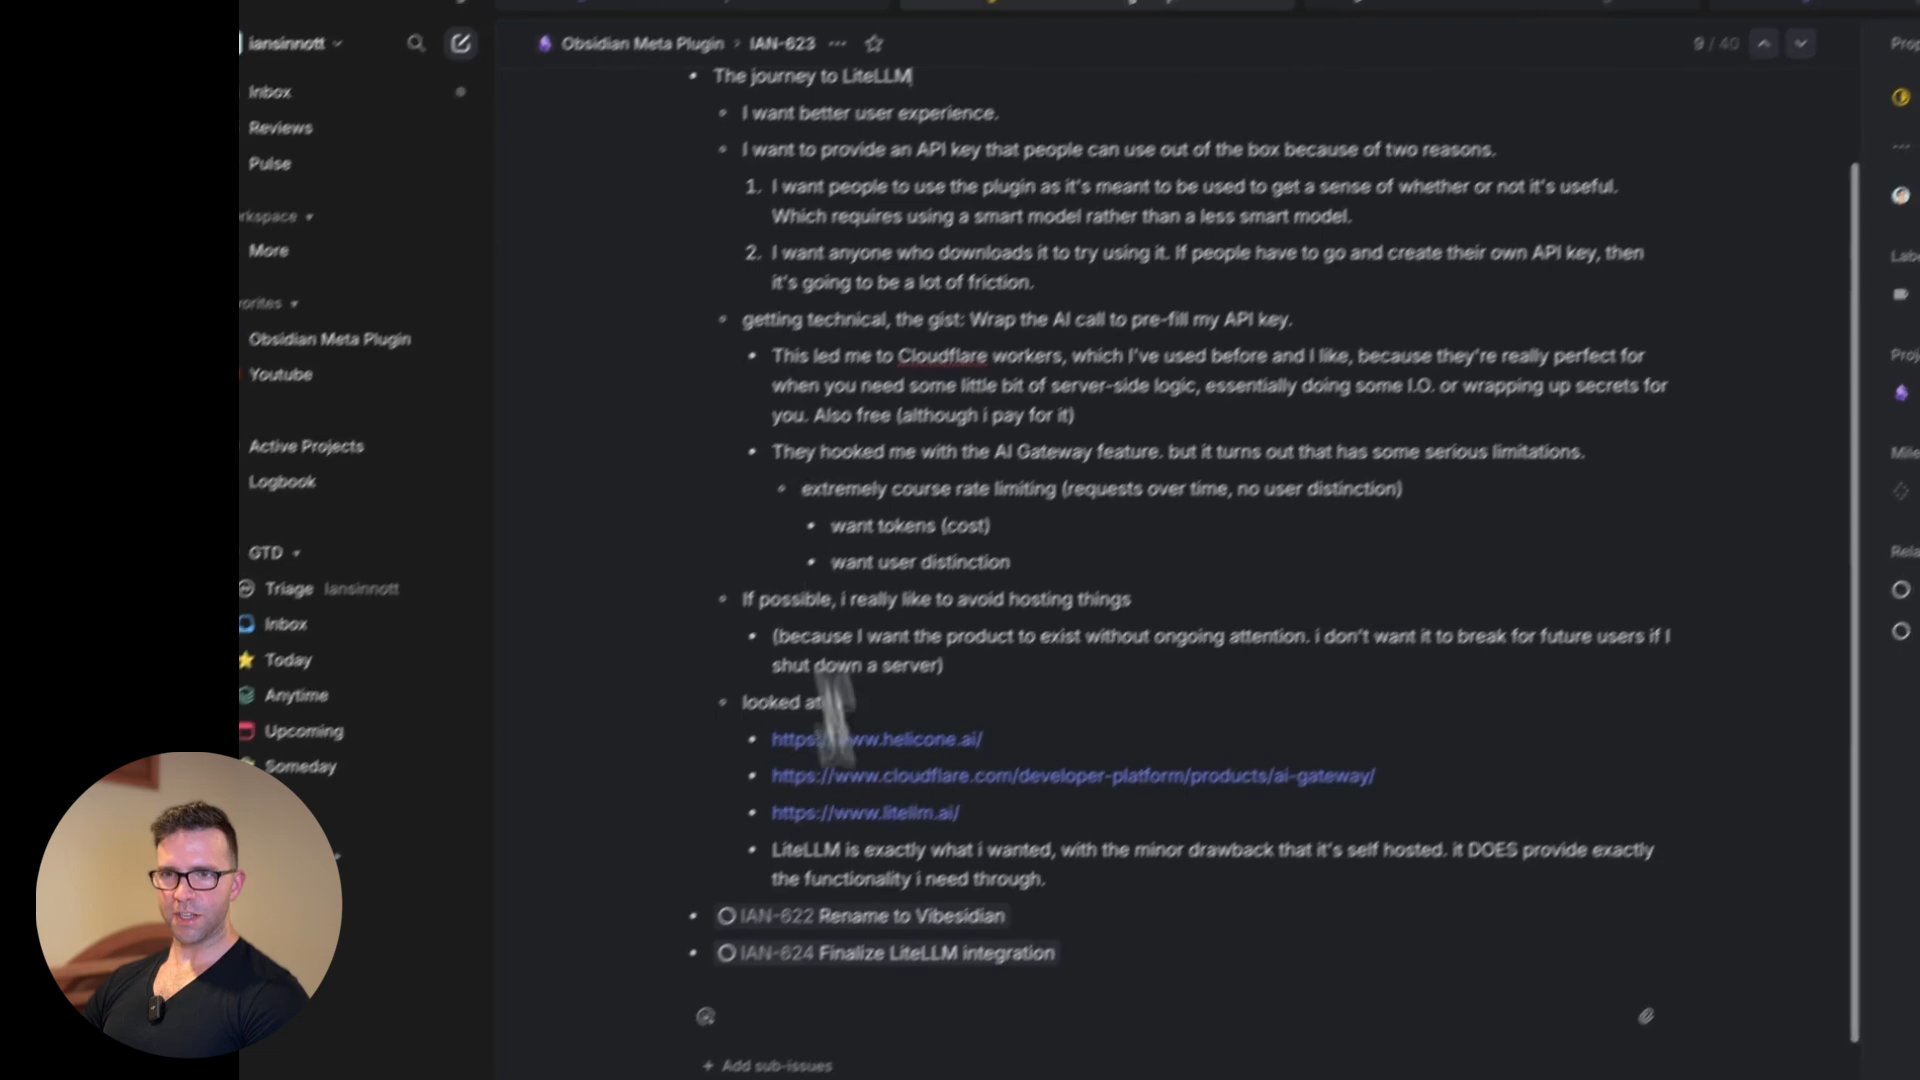 iansinnott
Inbox
Reviews
Pulse
rkspace
More
vorites
Obsidian Meta Plugin
Youtube
Active Projects
Logbook
GTD
Triage Iansinnott
Inbox
Today
Anytime
Upcoming
Someday
Obsidian Meta Plugin › IAN-623 ···
9 / 40
The journey to LiteLLM
I want better user experience.
I want to provide an API key that people can use out of the box because of two reasons.
1. I want people to use the plugin as it's meant to be used to get a sense of whether or not it's useful.
Which requires using a smart model rather than a less smart model.
2. I want anyone who downloads it to try using it. If people have to go and create their own API key, then
it's going to be a lot of friction.
getting technical, the gist: Wrap the AI call to pre-fill my API key.
This led me to Cloudflare workers, which I've used before and I like, because they're really perfect for
when you need some little bit of server-side logic, essentially doing some I.O. or wrapping up secrets for
you. Also free (although i pay for it)
They hooked me with the AI Gateway feature. but it turns out that has some serious limitations.
extremely course rate limiting (requests over time, no user distinction)
want tokens (cost)
want user distinction
If possible, i really like to avoid hosting things
(because I want the product to exist without ongoing attention. i don't want it to break for future users if I
shut down a server)
looked at
https://www.helicone.ai/
https://www.cloudflare.com/developer-platform/products/ai-gateway/
https://www.litellm.ai/
LiteLLM is exactly what i wanted, with the minor drawback that it's self hosted. it DOES provide exactly
the functionality i need through.
IAN-622 Rename to Vibesidian
IAN-624 Finalize LiteLLM integration
+ Add sub-issues
Prop
Labe
Proj
Mile
Rela